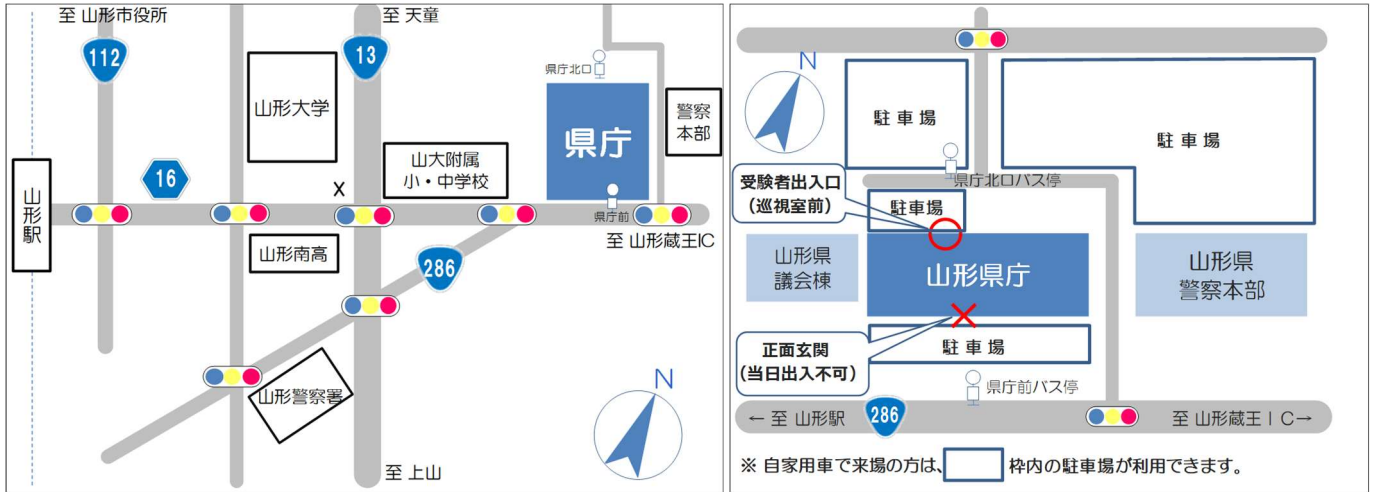 至 山形市役所
至 天童
112
13
県庁北口
山形大学
県庁
警察
本部
山大附属
小・中学校
16
x
山形駅
県庁前
至 山形蔵王IC
山形南高
286
山形警察署
N
至 上山
N
駐 車 場
駐 車 場
県庁北口バス停
受験者出入口
(巡視室前)
駐車場
山形県
議会棟
山形県庁
山形県
警察本部
正面玄関
(当日出入不可)
駐 車 場
県庁前バス停
← 至 山形駅
286
至 山形蔵王IC→
※ 自家用車で来場の方は、 枠内の駐車場が利用できます。